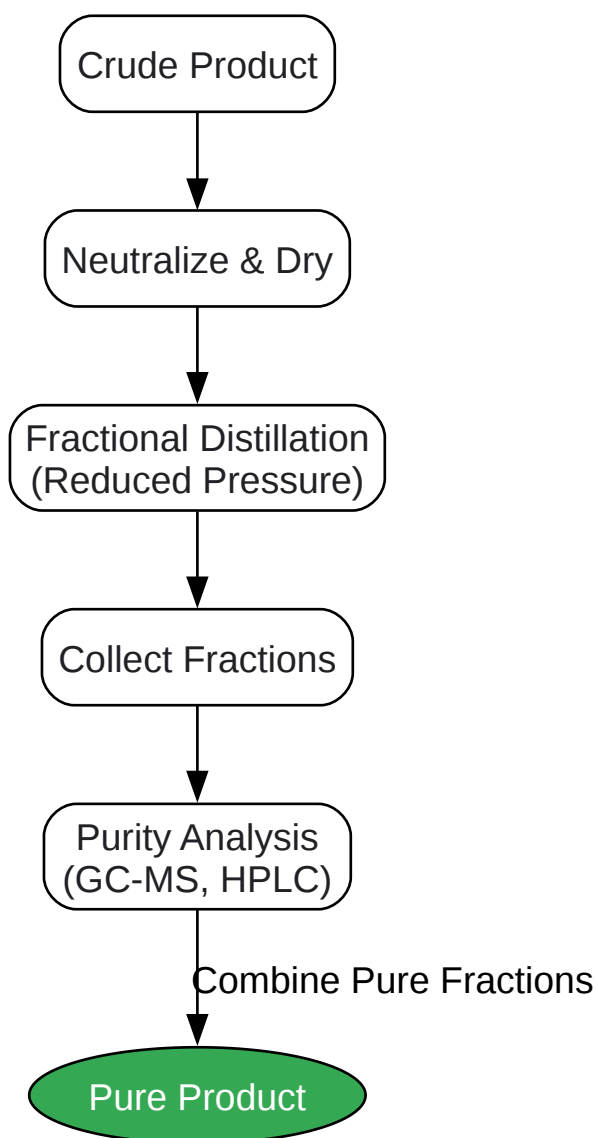 Crude Product
Neutralize & Dry
Fractional Distillation
(Reduced Pressure)
Collect Fractions
Purity Analysis
(GC-MS, HPLC)
Combine Pure Fractions
Pure Product